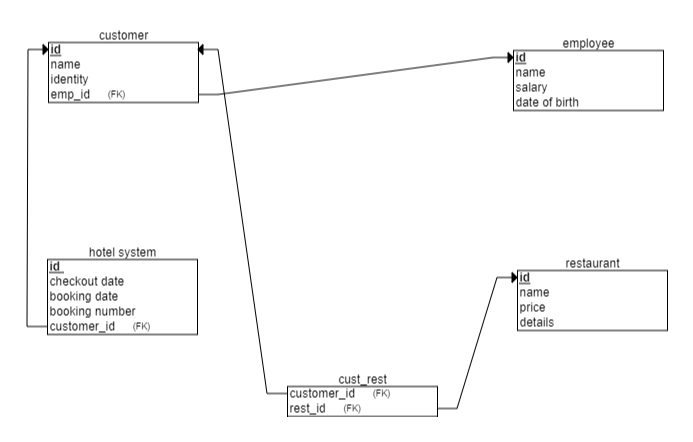 customer
id
name
identity
emp_id (FK)
employee
id
name
salary
date of birth
hotel system
id
checkout date
booking date
booking number
customer_id (FK)
restaurant
id
name
price
details
cust_rest
customer_id (FK)
rest_id (FK)